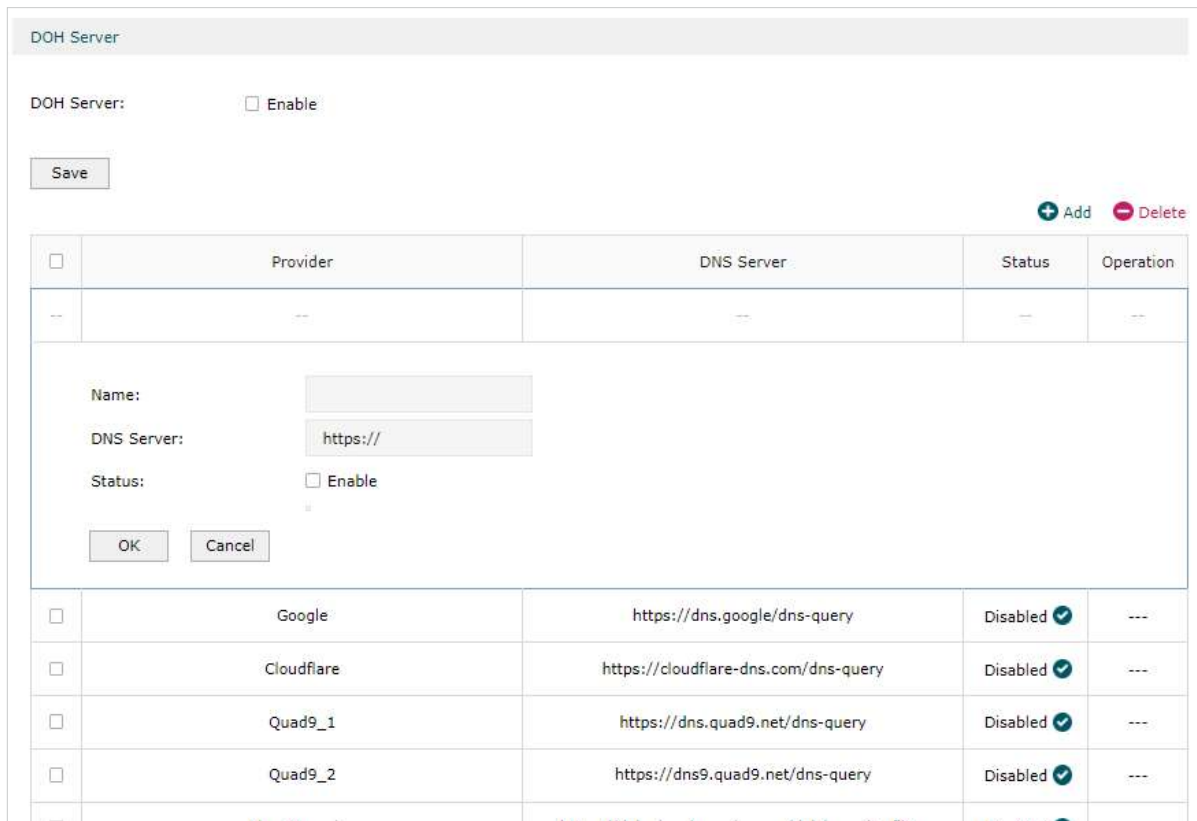 DOH Server
DOH Server: Enable
Save
Add Delete
Provider DNS Server Status Operation
-- -- -- -- --
Name:
DNS Server: https://
Status: Enable
OK Cancel
Google https://dns.google/dns-query Disabled ---
Cloudflare https://cloudflare-dns.com/dns-query Disabled ---
Quad9_1 https://dns.quad9.net/dns-query Disabled ---
Quad9_2 https://dns9.quad9.net/dns-query Disabled ---